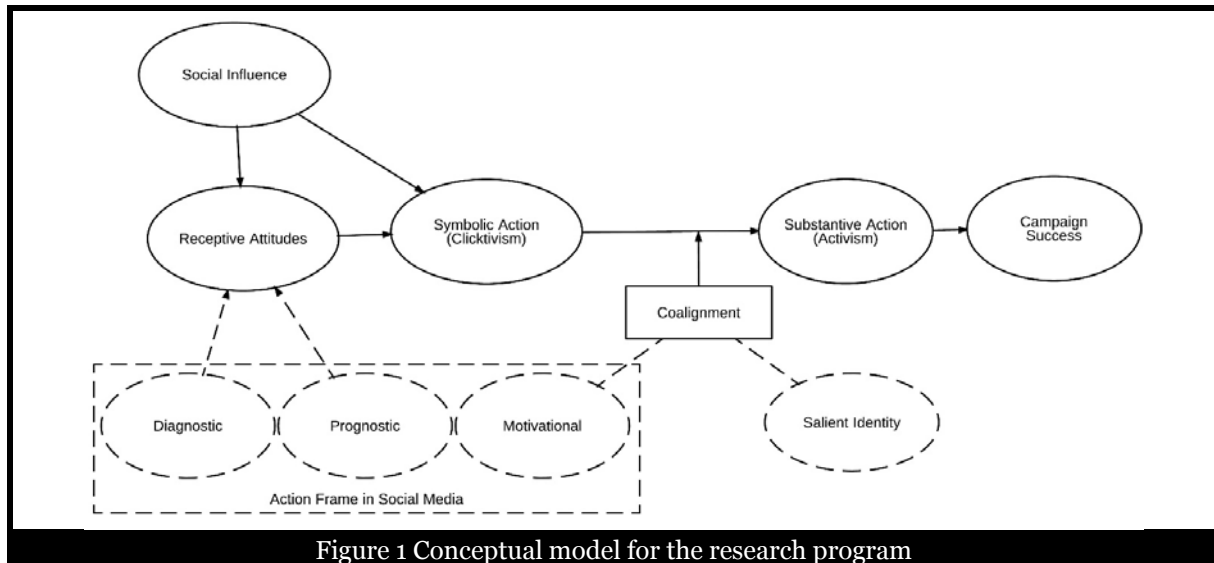 Social Influence
Receptive Attitudes
Symbolic Action
(Clicktivism)
Substantive Action
(Activism)
Campaign
Success
Coalignment
Diagnostic
Prognostic
Motivational
Salient Identity
Action Frame in Social Media
Figure 1 Conceptual model for the research program